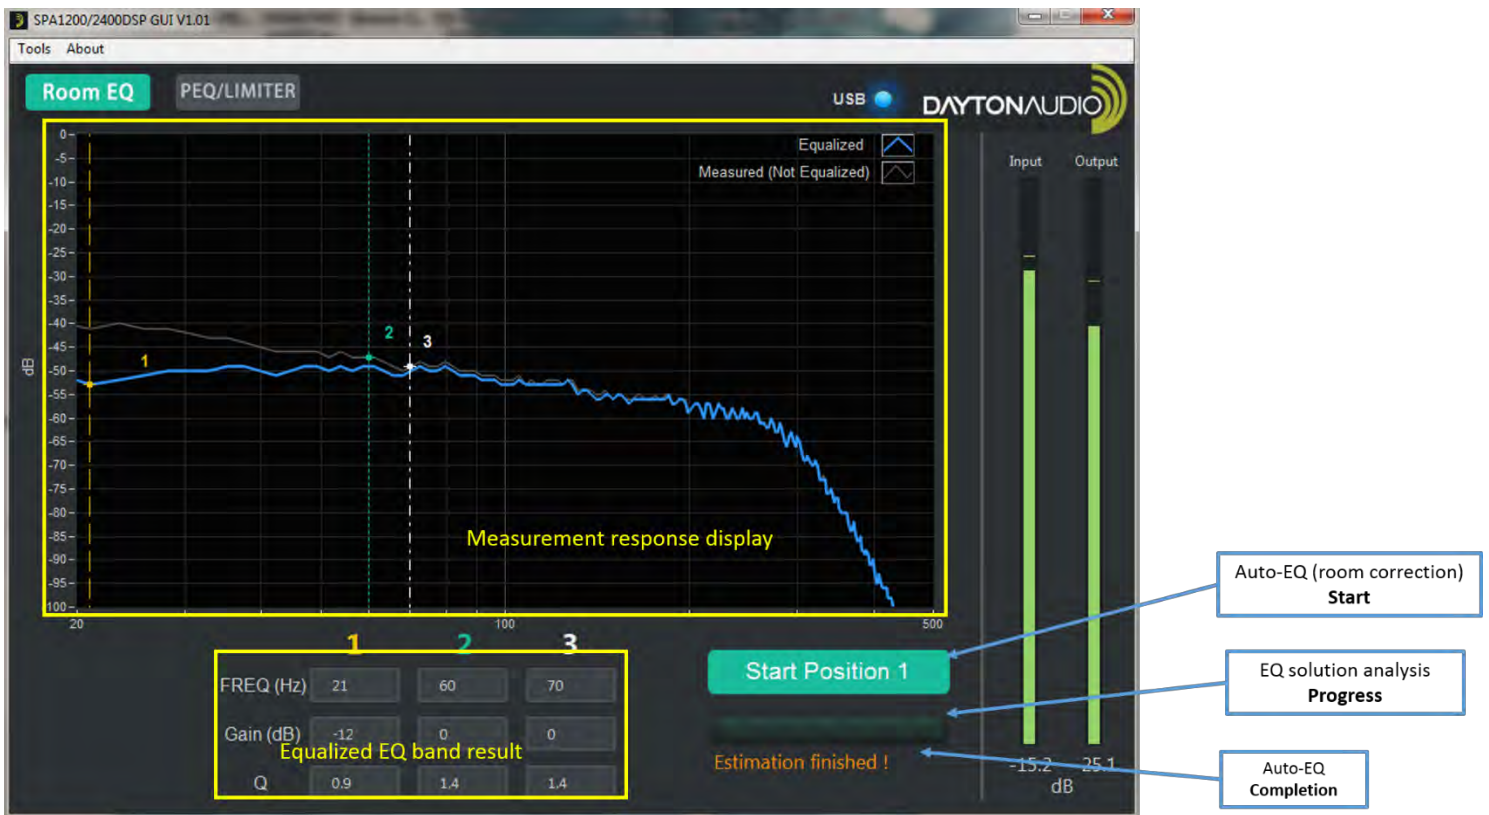 SPA1200/2400DSP GUI V1.01
Tools About
Room EQ
PEQ/LIMITER
USB
DAYTONAUDIO
Equalized
Measured (Not Equalized)
Input Output
0
-5
-10
-15
-20
-25
-30
-35
-40
-45
-50
-55
-60
-65
-70
-75
-80
-85
-90
-95
100
dB
1
2
3
Measurement response display
20 100 500
1 2 3
FREQ (Hz) 21 60 70
Gain (dB) -12 0 0
Equalized EQ band result
Q 0.9 1.4 1.4
Start Position 1
Estimation finished !
-15.2 25.1
dB
Auto-EQ (room correction)
Start
EQ solution analysis
Progress
Auto-EQ
Completion